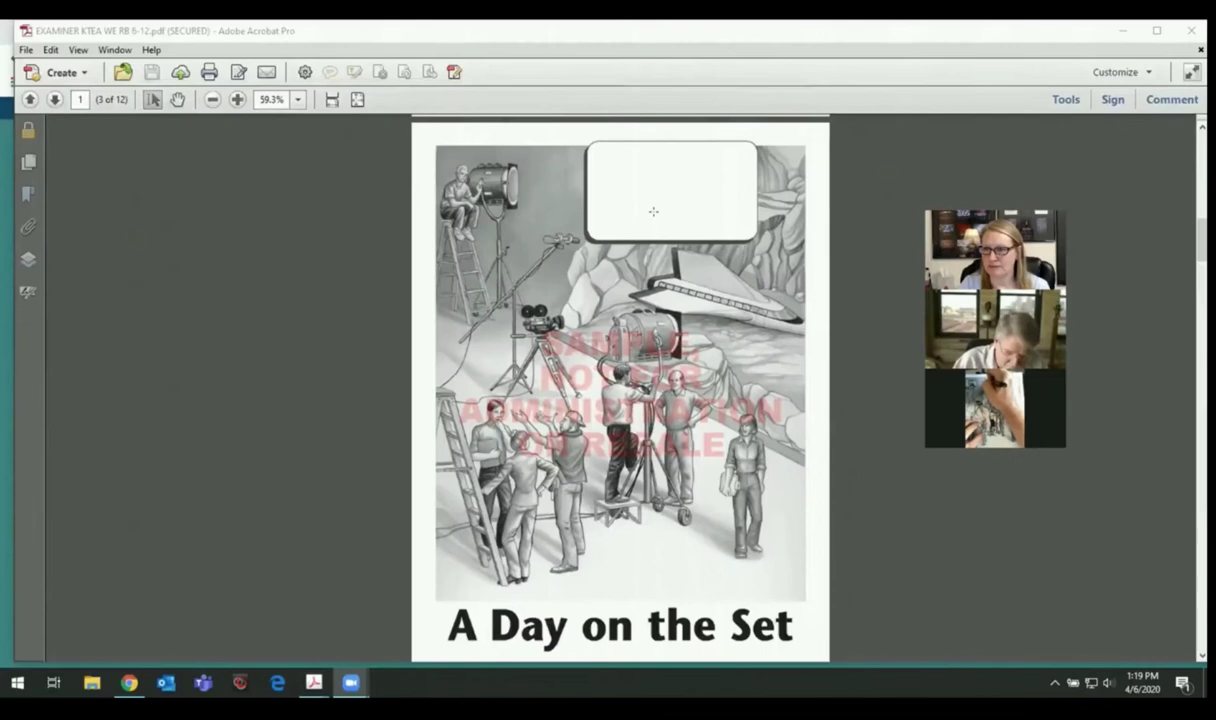 EXAMINER KTEA WE RB 6-12.pdf (SECURED) - Adobe Acrobat Pro
File Edit View Window Help
Create Customize
1 (3 of 12) 59.3% Tools Sign Comment
SAMPLE,
NOT FOR
ADMINISTRATION
OR RESALE
A Day on the Set
1:19 PM
4/6/2020